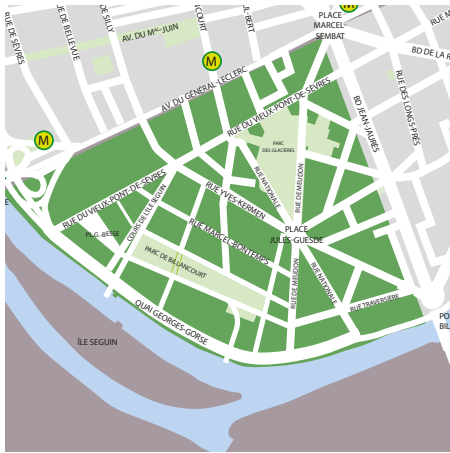 RUE DE SÈVRES
RUE DE BELLEVUE
DE SILLY
AV. DU MAL-JUIN
M
PLACE
MARCEL-
SEMBAT
M
BD DE LA R
RUE DES LONGS-PRÉS
AV. DU GÉNÉRAL-LECLERC
RUE DU VIEUX-PONT-DE-SÈVRES
BD JEAN-JAURÈS
M
PARC
DES GLACIÈRES
RUE DU VIEUX-PONT-DE-SÈVRES
RUE NATIONALE
RUE DE MEUDON
RUE YVES-KERMEN
COURS DE L'ÎLE SEGUIN
PL.G.-BESSE
RUE MARCEL-BONTEMPS
PLACE
JULES-GUESDE
PARC DE BILLANCOURT
RUE NATIONALE
RUE DE MEUDON
RUE TRAVERSIÈRE
QUAI GEORGES-GORSE
ÎLE SEGUIN